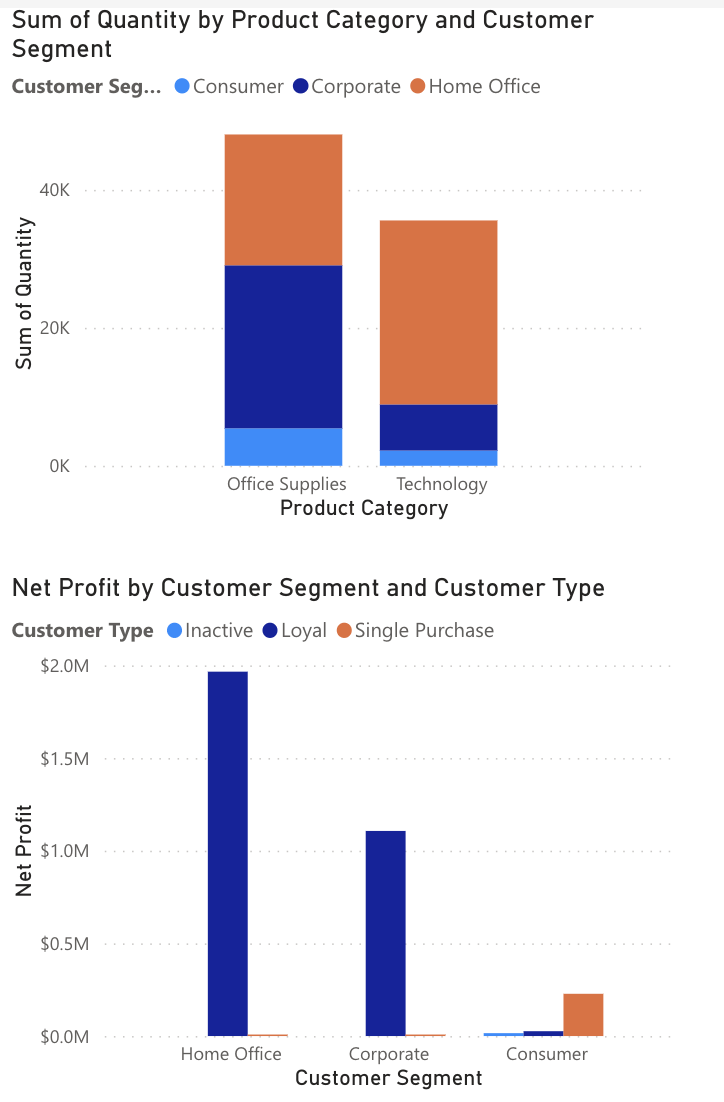 Sum of Quantity by Product Category and Customer
Segment
Customer Seg... Consumer Corporate Home Office
40K
20K
0K
Sum of Quantity
Office Supplies Technology
Product Category
Net Profit by Customer Segment and Customer Type
Customer Type Inactive Loyal Single Purchase
$2.0M
$1.5M
$1.0M
$0.5M
$0.0M
Net Profit
Home Office Corporate Consumer
Customer Segment